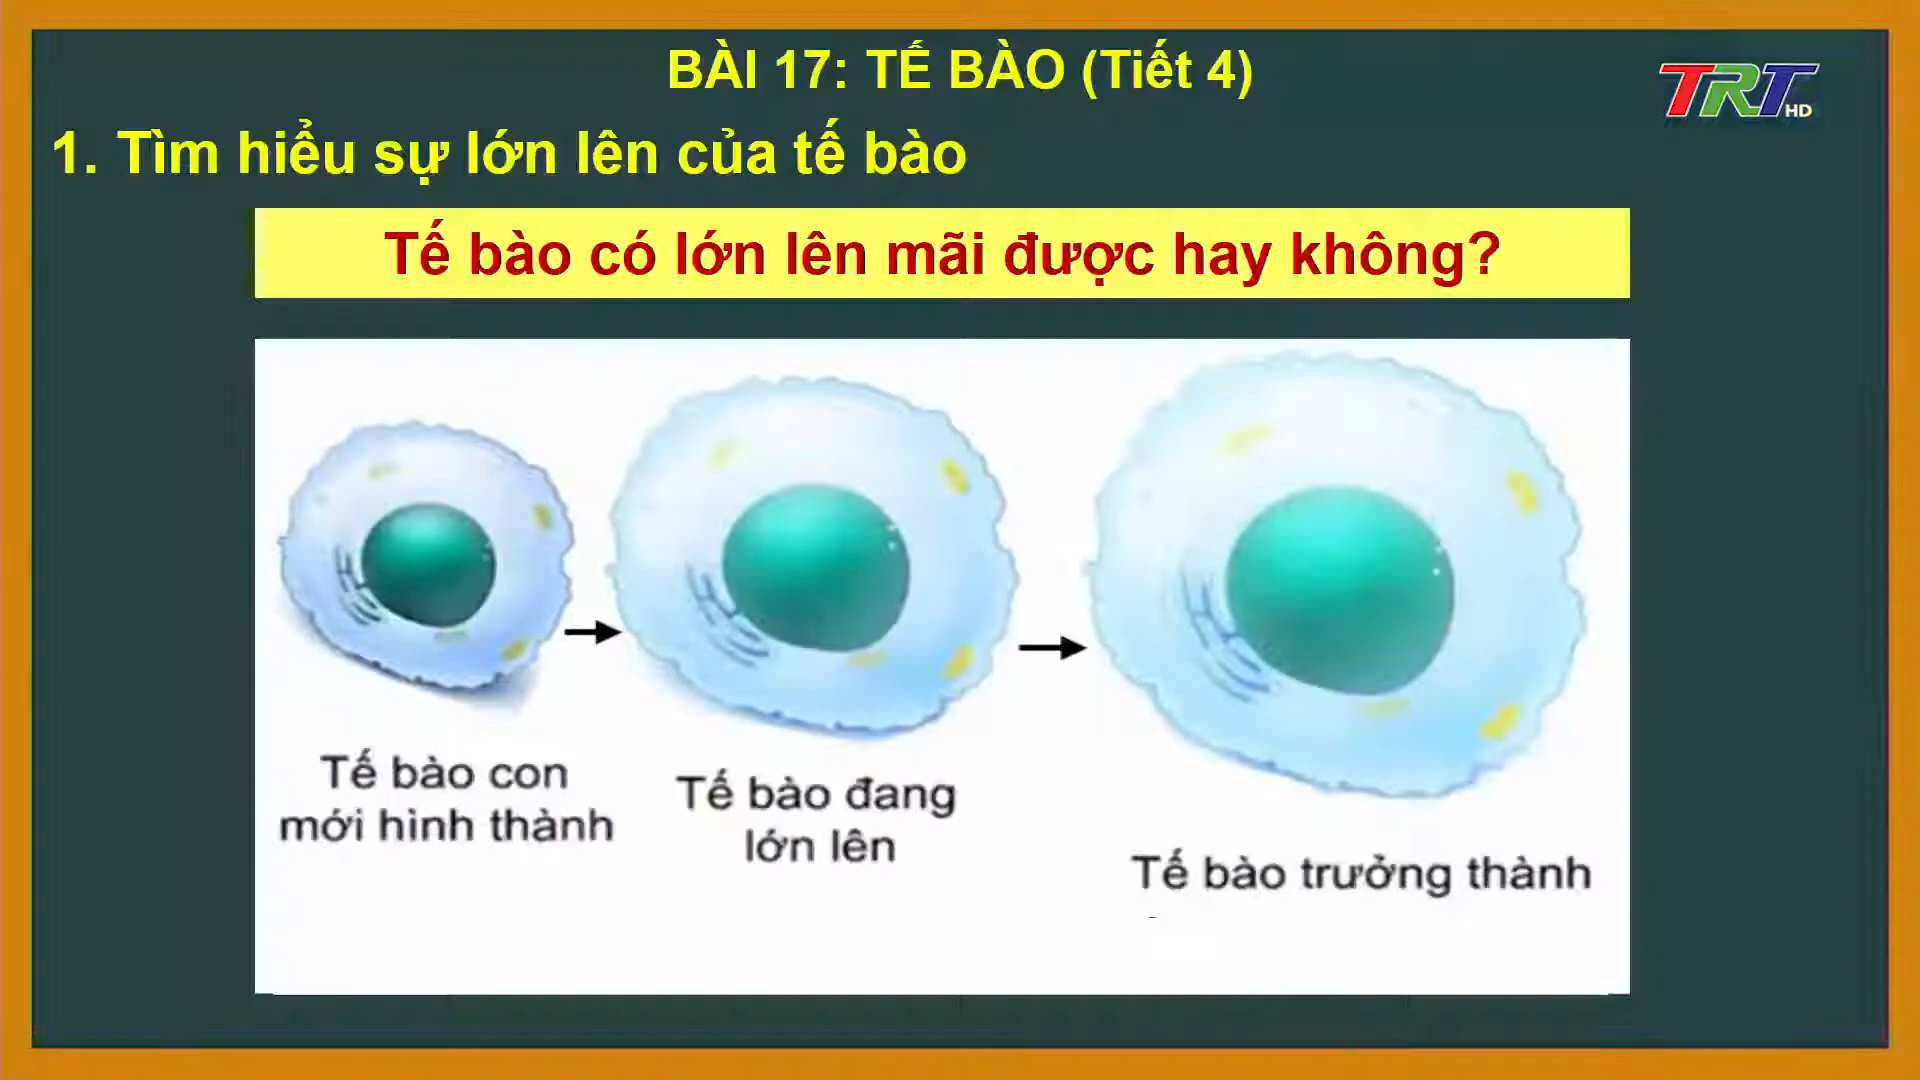 BÀI 17: TẾ BÀO (Tiết 4)
TRT HD
1. Tìm hiểu sự lớn lên của tế bào
Tế bào có lớn lên mãi được hay không?
Tế bào con
mới hình thành
Tế bào đang
lớn lên
Tế bào trưởng thành